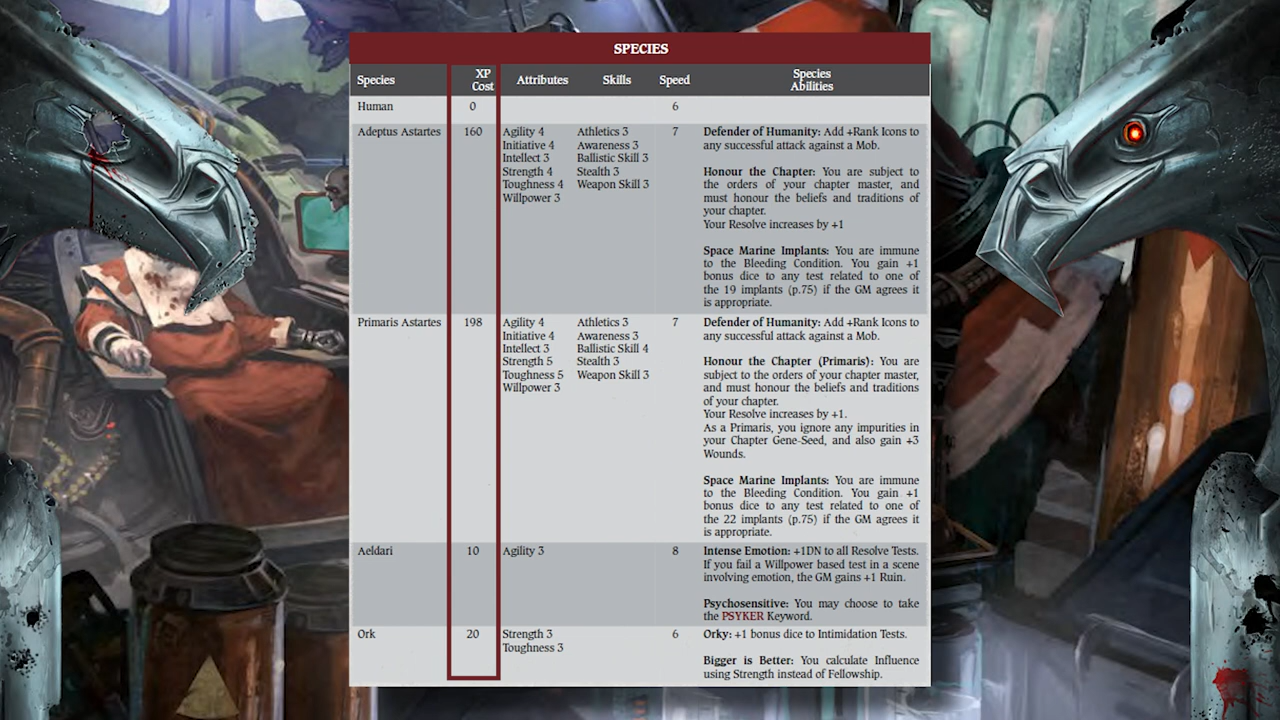 SPECIES
Species XP Cost Attributes Skills Speed Species Abilities
Human 0 6
Adeptus Astartes 160 Agility 4 Athletics 3 7 Defender of Humanity: Add +Rank Icons to
Initiative 4 Awareness 3 any successful attack against a Mob.
Intellect 3 Ballistic Skill 3
Strength 4 Stealth 3 Honour the Chapter: You are subject to
Toughness 4 Weapon Skill 3 the orders of your chapter master, and
Willpower 3 must honour the beliefs and traditions of
your chapter.
Your Resolve increases by +1
Space Marine Implants: You are immune
to the Bleeding Condition. You gain +1
bonus dice to any test related to one of
the 19 implants (p.75) if the GM agrees it
is appropriate.
Primaris Astartes 198 Agility 4 Athletics 3 7 Defender of Humanity: Add +Rank Icons to
Initiative 4 Awareness 3 any successful attack against a Mob.
Intellect 3 Ballistic Skill 4
Strength 5 Stealth 3 Honour the Chapter (Primaris): You are
Toughness 5 Weapon Skill 3 subject to the orders of your chapter master,
Willpower 3 and must honour the beliefs and traditions
of your chapter.
Your Resolve increases by +1.
As a Primaris, you ignore any impurities in
your Chapter Gene-Seed, and also gain +3
Wounds.
Space Marine Implants: You are immune
to the Bleeding Condition. You gain +1
bonus dice to any test related to one of
the 22 implants (p.75) if the GM agrees it
is appropriate.
Aeldari 10 Agility 3 8 Intense Emotion: +1DN to all Resolve Tests.
If you fail a Willpower based test in a scene
involving emotion, the GM gains +1 Ruin.
Psychosensitive: You may choose to take
the PSYKER Keyword.
Ork 20 Strength 3 6 Orky: +1 bonus dice to Intimidation Tests.
Toughness 3
Bigger is Better: You calculate Influence
using Strength instead of Fellowship.